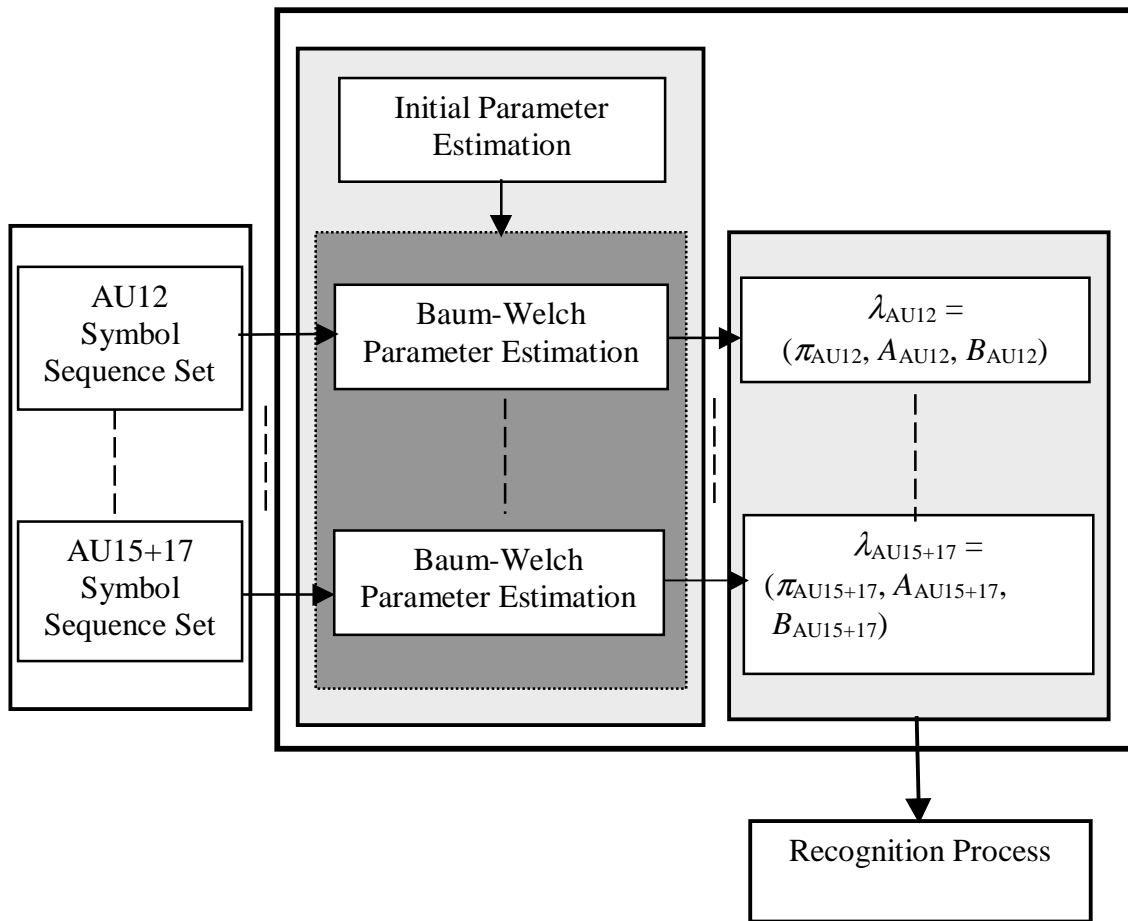 Initial Parameter
Estimation
AU12
Symbol
Sequence Set
Baum-Welch
Parameter Estimation
λAU12 =
(πAU12, AAU12, BAU12)
AU15+17
Symbol
Sequence Set
Baum-Welch
Parameter Estimation
λAU15+17 =
(πAU15+17, AAU15+17,
BAU15+17)
Recognition Process